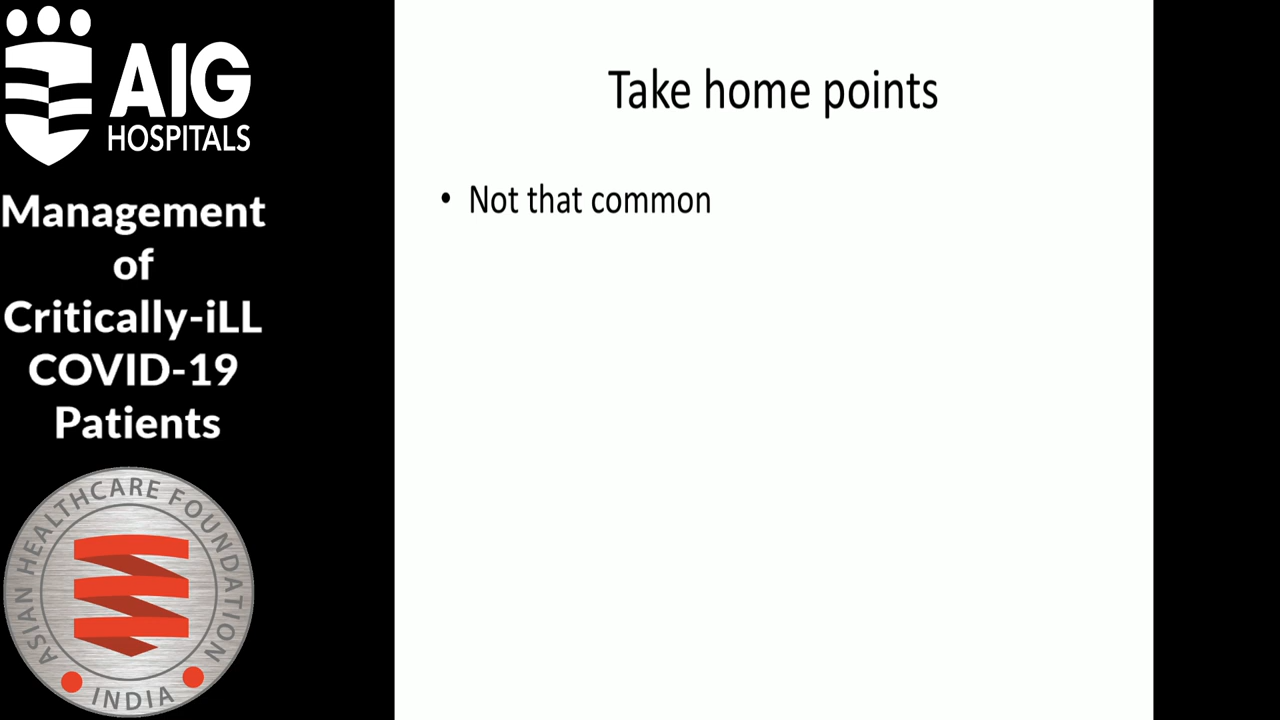 AIG
HOSPITALS
Management
of
Critically-iLL
COVID-19
Patients
ASIAN HEALTHCARE FOUNDATION
INDIA
Take home points
• Not that common